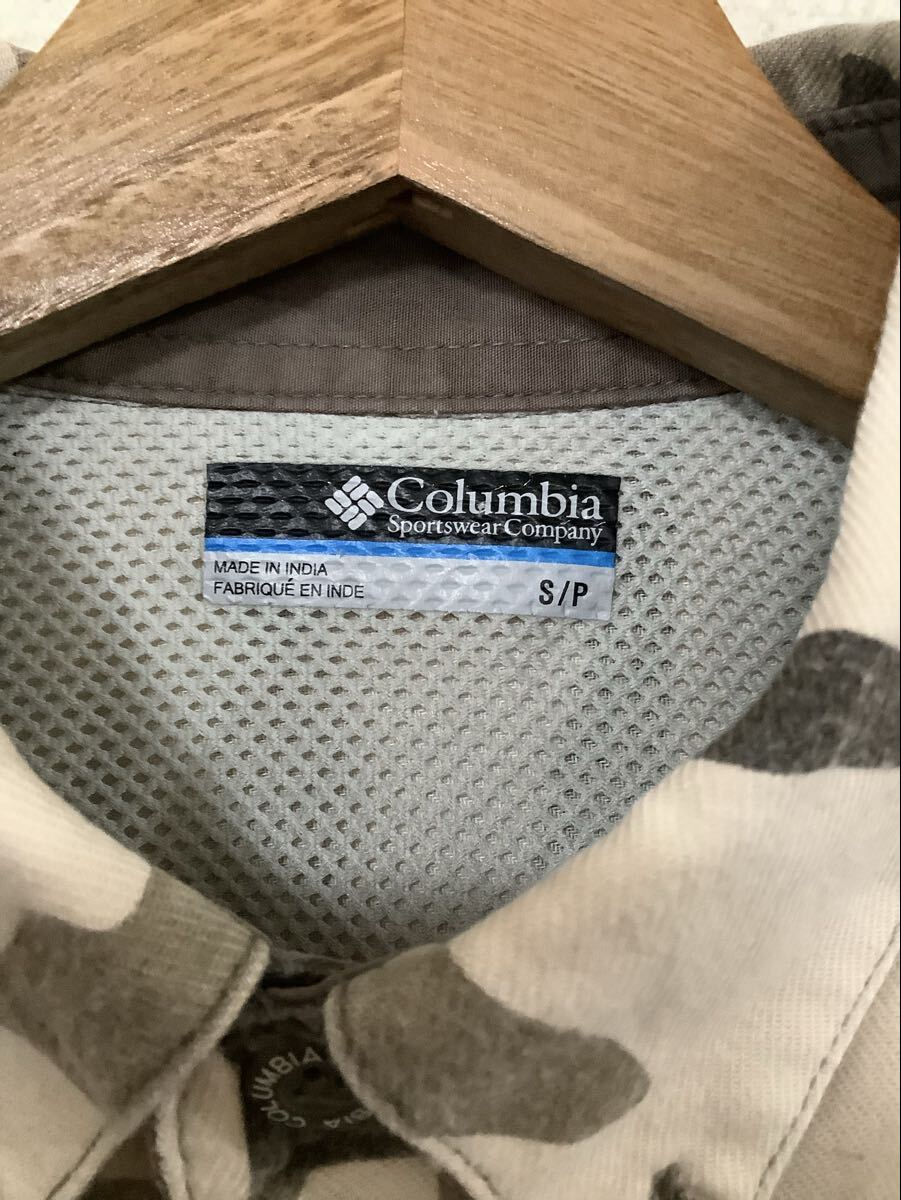 Columbia
Sportswear Company
MADE IN INDIA
FABRIQUÉ EN INDE
S/P
COLUMBIA